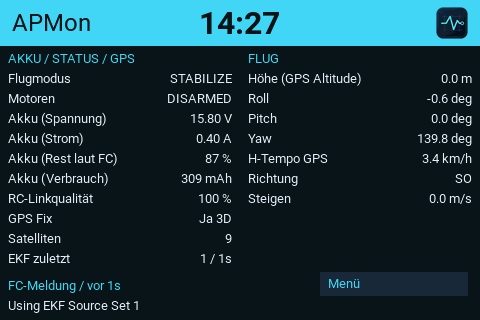 APMon
14:27
AKKU / STATUS / GPS
Flugmodus STABILIZE
Motoren DISARMED
Akku (Spannung) 15.80 V
Akku (Strom) 0.40 A
Akku (Rest laut FC) 87 %
Akku (Verbrauch) 309 mAh
RC-Linkqualität 100 %
GPS Fix Ja 3D
Satelliten 9
EKF zuletzt 1 / 1s
FC-Meldung / vor 1s
Using EKF Source Set 1
FLUG
Höhe (GPS Altitude) 0.0 m
Roll -0.6 deg
Pitch 0.0 deg
Yaw 139.8 deg
H-Tempo GPS 3.4 km/h
Richtung SO
Steigen 0.0 m/s
Menü